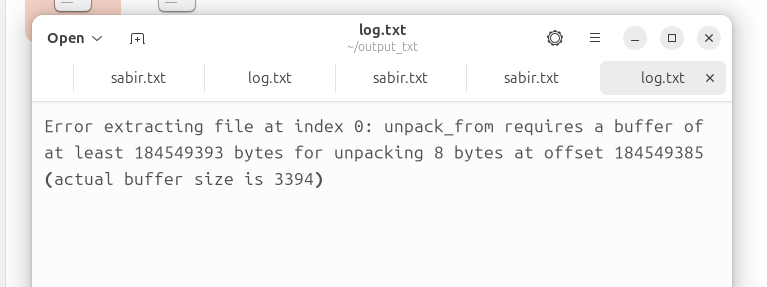 log.txt
Open
~/output_txt
sabir.txt log.txt sabir.txt sabir.txt log.txt
Error extracting file at index 0: unpack_from requires a buffer of
at least 184549393 bytes for unpacking 8 bytes at offset 184549385
(actual buffer size is 3394)